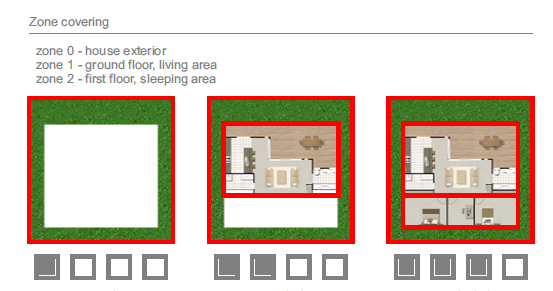 Zone covering
zone 0 - house exterior
zone 1 - ground floor, living area
zone 2 - first floor, sleeping area